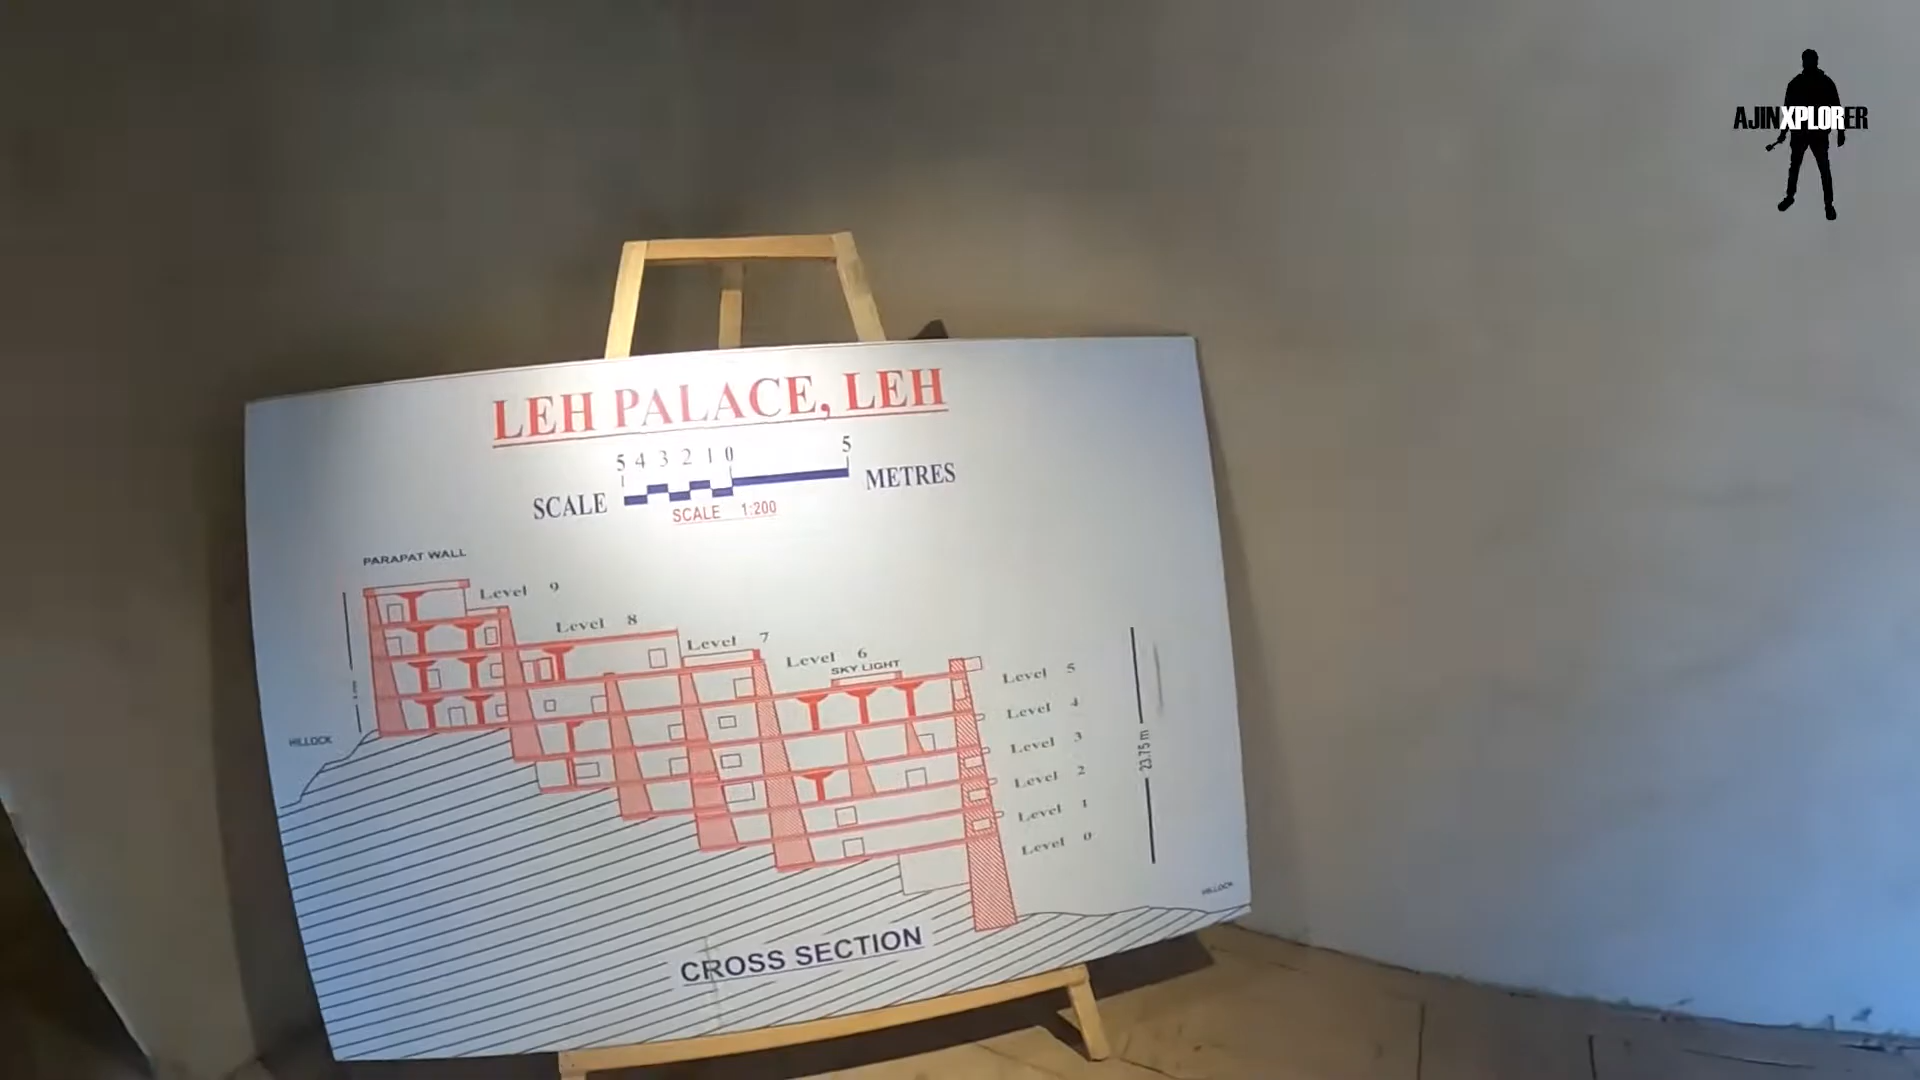 AJINXPLORER
LEH PALACE, LEH
5 4 3 2 1 0 5
SCALE METRES
SCALE 1:200
PARAPAT WALL
Level 9
Level 8
Level 7
Level 6
SKY LIGHT
Level 5
Level 4
Level 3
Level 2
Level 1
Level 0
23.75 m
HILLOCK
HILLOCK
CROSS SECTION